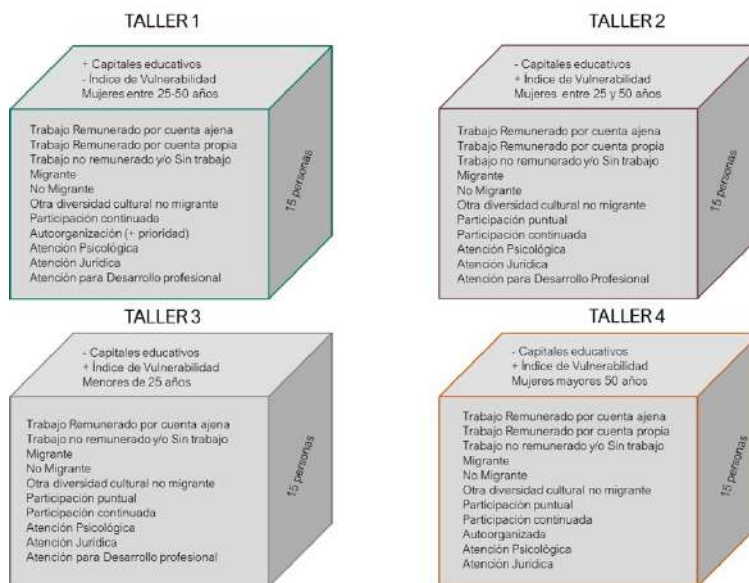 TALLER 1
+ Capitales educativos
- Índice de Vulnerabilidad
Mujeres entre 25-50 años
Trabajo Remunerado por cuenta ajena
Trabajo Remunerado por cuenta propia
Trabajo no remunerado y/o Sin trabajo
Migrante
No Migrante
Otra diversidad cultural no migrante
Participación continuada
Autoorganización (+ prioridad)
Atención Psicológica
Atención Jurídica
Atención para Desarrollo profesional
15 personas
TALLER 2
- Capitales educativos
+ Índice de Vulnerabilidad
Mujeres entre 25 y 50 años
Trabajo Remunerado por cuenta ajena
Trabajo Remunerado por cuenta propia
Trabajo no remunerado y/o Sin trabajo
Migrante
No Migrante
Otra diversidad cultural no migrante
Participación puntual
Participación continuada
Atención Psicológica
Atención Jurídica
Atención para Desarrollo Profesional
15 personas
TALLER 3
- Capitales educativos
+ Índice de Vulnerabilidad
Menores de 25 años
Trabajo Remunerado por cuenta ajena
Trabajo no remunerado y/o Sin trabajo
Migrante
No Migrante
Otra diversidad cultural no migrante
Participación puntual
Participación continuada
Atención Psicológica
Atención Jurídica
Atención para Desarrollo profesional
15 personas
TALLER 4
- Capitales educativos
+ Índice de Vulnerabilidad
Mujeres mayores 50 años
Trabajo Remunerado por cuenta ajena
Trabajo Remunerado por cuenta propia
Trabajo no remunerado y/o Sin trabajo
Migrante
No Migrante
Otra diversidad cultural no migrante
Participación puntual
Participación continuada
Autoorganizada
Atención Psicológica
Atención Jurídica
15 personas